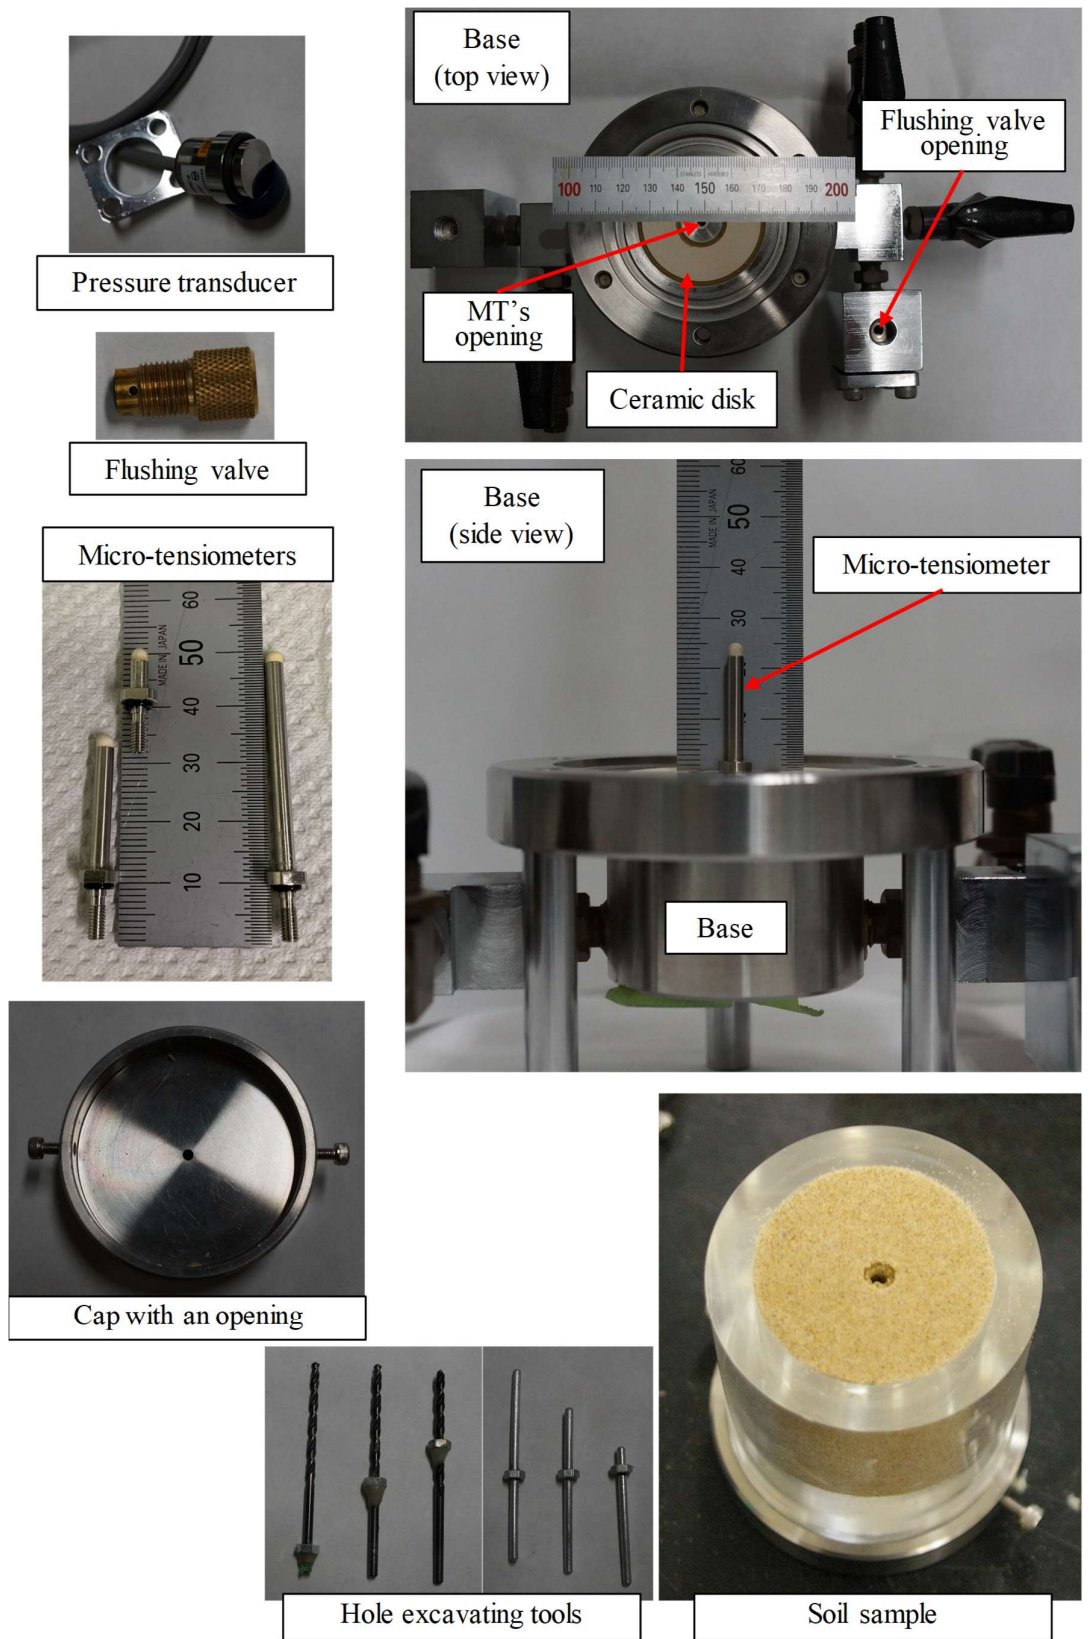 Pressure transducer
Flushing valve
Micro-tensiometers
60
MADE IN JAPAN
50
40
30
20
10
Cap with an opening
Base
(top view)
Flushing valve
opening
100 110 120 130 140 150 160 170 190 200
MT's
opening
Ceramic disk
Base
(side view)
60
MADE IN JAPAN
50
40
30
Micro-tensiometer
Base
Hole excavating tools
Soil sample